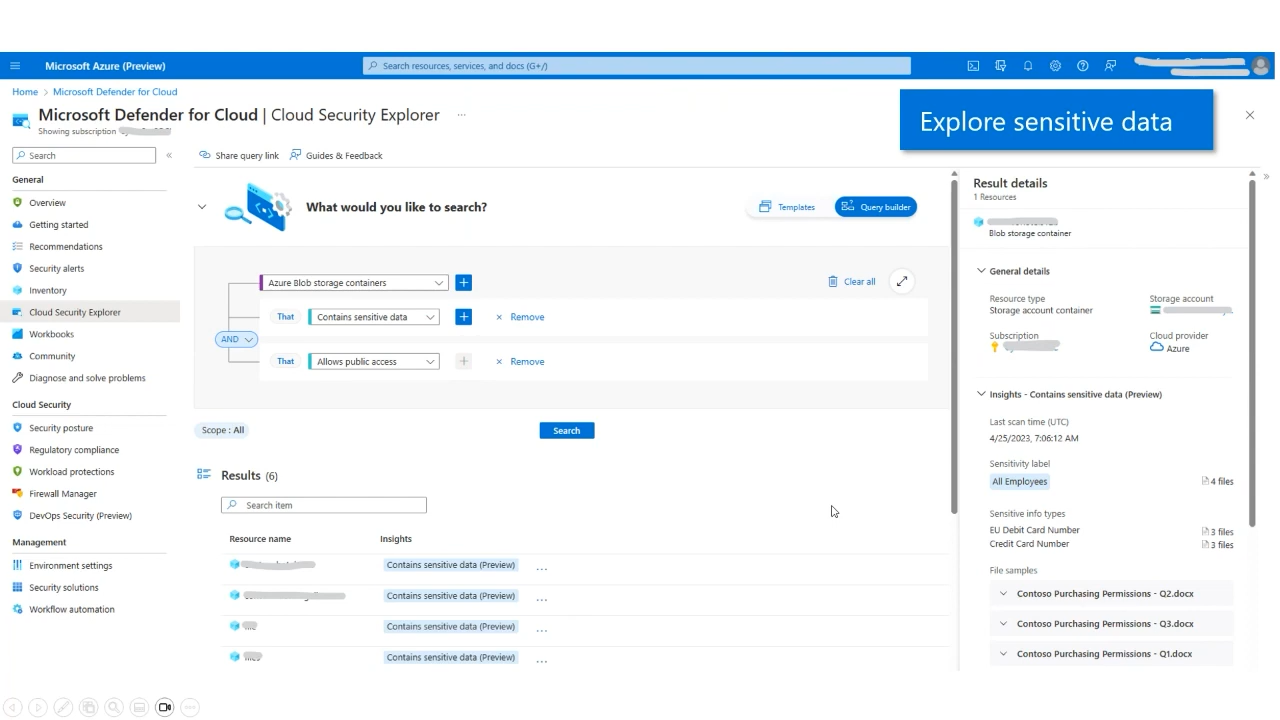 Microsoft Azure (Preview)
Search resources, services, and docs (G+/)
Home > Microsoft Defender for Cloud
Microsoft Defender for Cloud | Cloud Security Explorer ...
Showing subscription
Explore sensitive data
Search
«
Share query link
Guides & Feedback
General
Overview
Getting started
Recommendations
Security alerts
Inventory
Cloud Security Explorer
Workbooks
Community
Diagnose and solve problems
Cloud Security
Security posture
Regulatory compliance
Workload protections
Firewall Manager
DevOps Security (Preview)
Management
Environment settings
Security solutions
Workflow automation
What would you like to search?
Templates
Query builder
Azure Blob storage containers
Clear all
That Contains sensitive data × Remove
AND
That Allows public access × Remove
Scope : All
Search
Results (6)
Search item
Resource name Insights
Contains sensitive data (Preview) ...
Contains sensitive data (Preview) ...
Contains sensitive data (Preview) ...
Contains sensitive data (Preview) ...
Result details
1 Resources
»
Blob storage container
General details
Resource type
Storage account container
Storage account
Subscription
Cloud provider
Azure
Insights - Contains sensitive data (Preview)
Last scan time (UTC)
4/25/2023, 7:06:12 AM
Sensitivity label
All Employees 4 files
Sensitive info types
EU Debit Card Number 3 files
Credit Card Number 3 files
File samples
Contoso Purchasing Permissions - Q2.docx
Contoso Purchasing Permissions - Q3.docx
Contoso Purchasing Permissions - Q1.docx